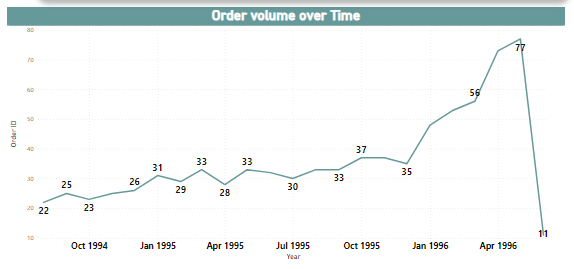 Order volume over Time
80
70
60
50
40
30
20
10
Order ID
22
25
23
26
31
29
33
28
33
30
33
37
35
56
77
11
Oct 1994
Jan 1995
Apr 1995
Jul 1995
Oct 1995
Jan 1996
Apr 1996
Year